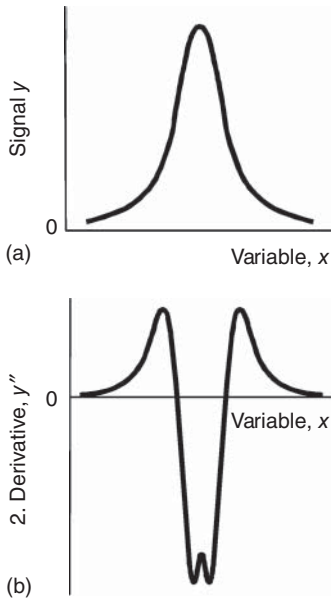 Signal y
0
(a)
Variable, x
2. Derivative, y″
0
Variable, x
(b)